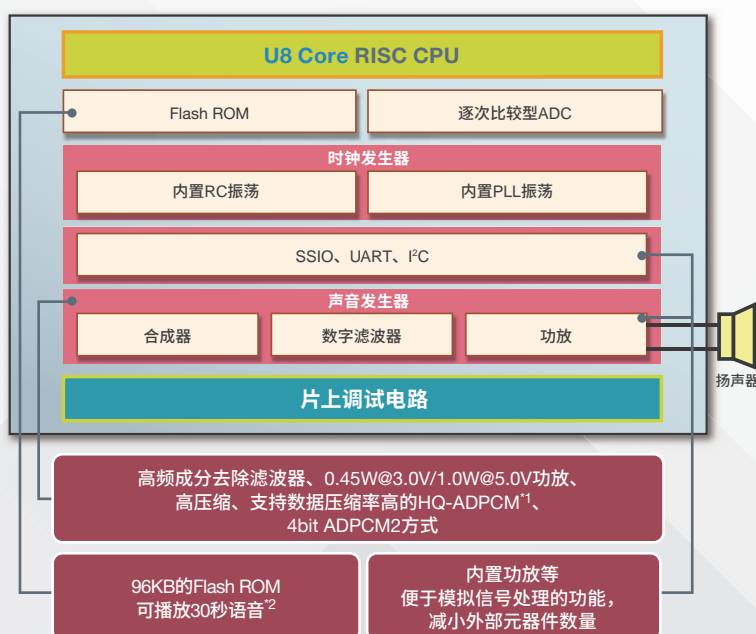 U8 Core RISC CPU
Flash ROM
逐次比较型ADC
时钟发生器
内置RC振荡
内置PLL振荡
SSIO、UART、I²C
声音发生器
合成器
数字滤波器
功放
扬声器
片上调试电路
高频成分去除滤波器、0.45W@3.0V/1.0W@5.0V功放、
高压缩、支持数据压缩率高的HQ-ADPCM*1、
4bit ADPCM2方式
96KB的Flash ROM
可播放30秒语音*2
内置功放等
便于模拟信号处理的功能，
减小外部元器件数量